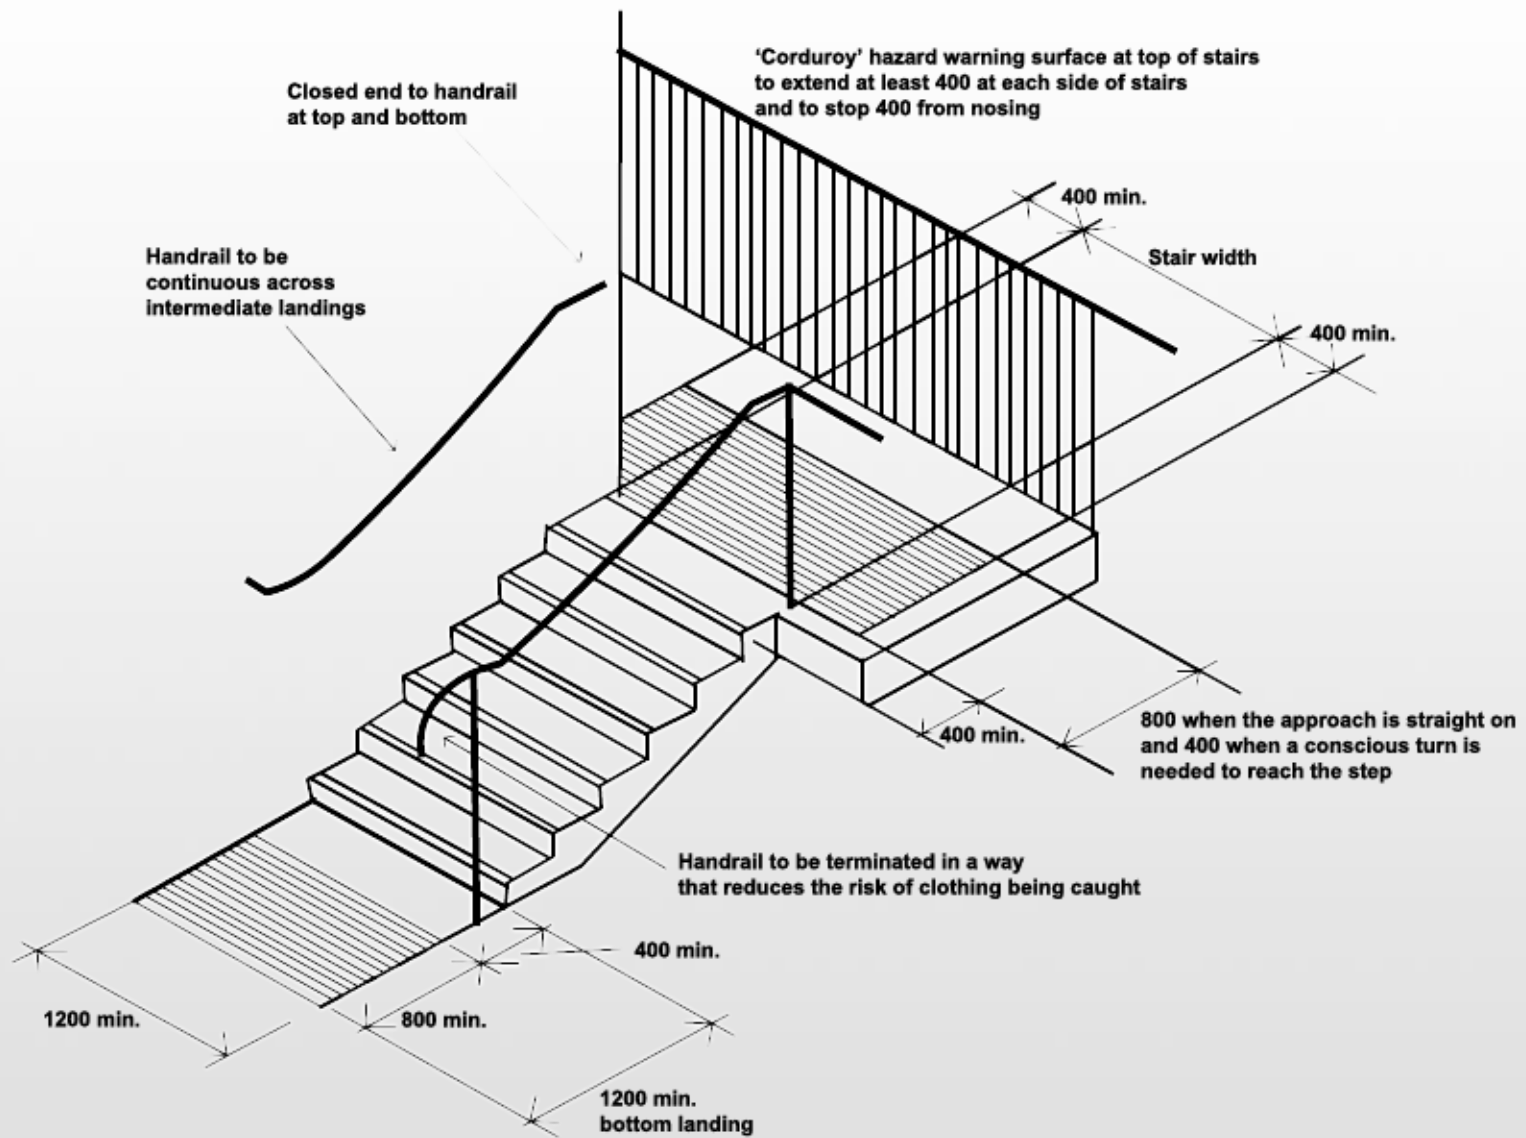 'Corduroy' hazard warning surface at top of stairs
to extend at least 400 at each side of stairs
and to stop 400 from nosing
Closed end to handrail
at top and bottom
400 min.
Handrail to be
continuous across
intermediate landings
Stair width
400 min.
800 when the approach is straight on
and 400 when a conscious turn is
needed to reach the step
400 min.
Handrail to be terminated in a way
that reduces the risk of clothing being caught
400 min.
1200 min.
800 min.
1200 min.
bottom landing